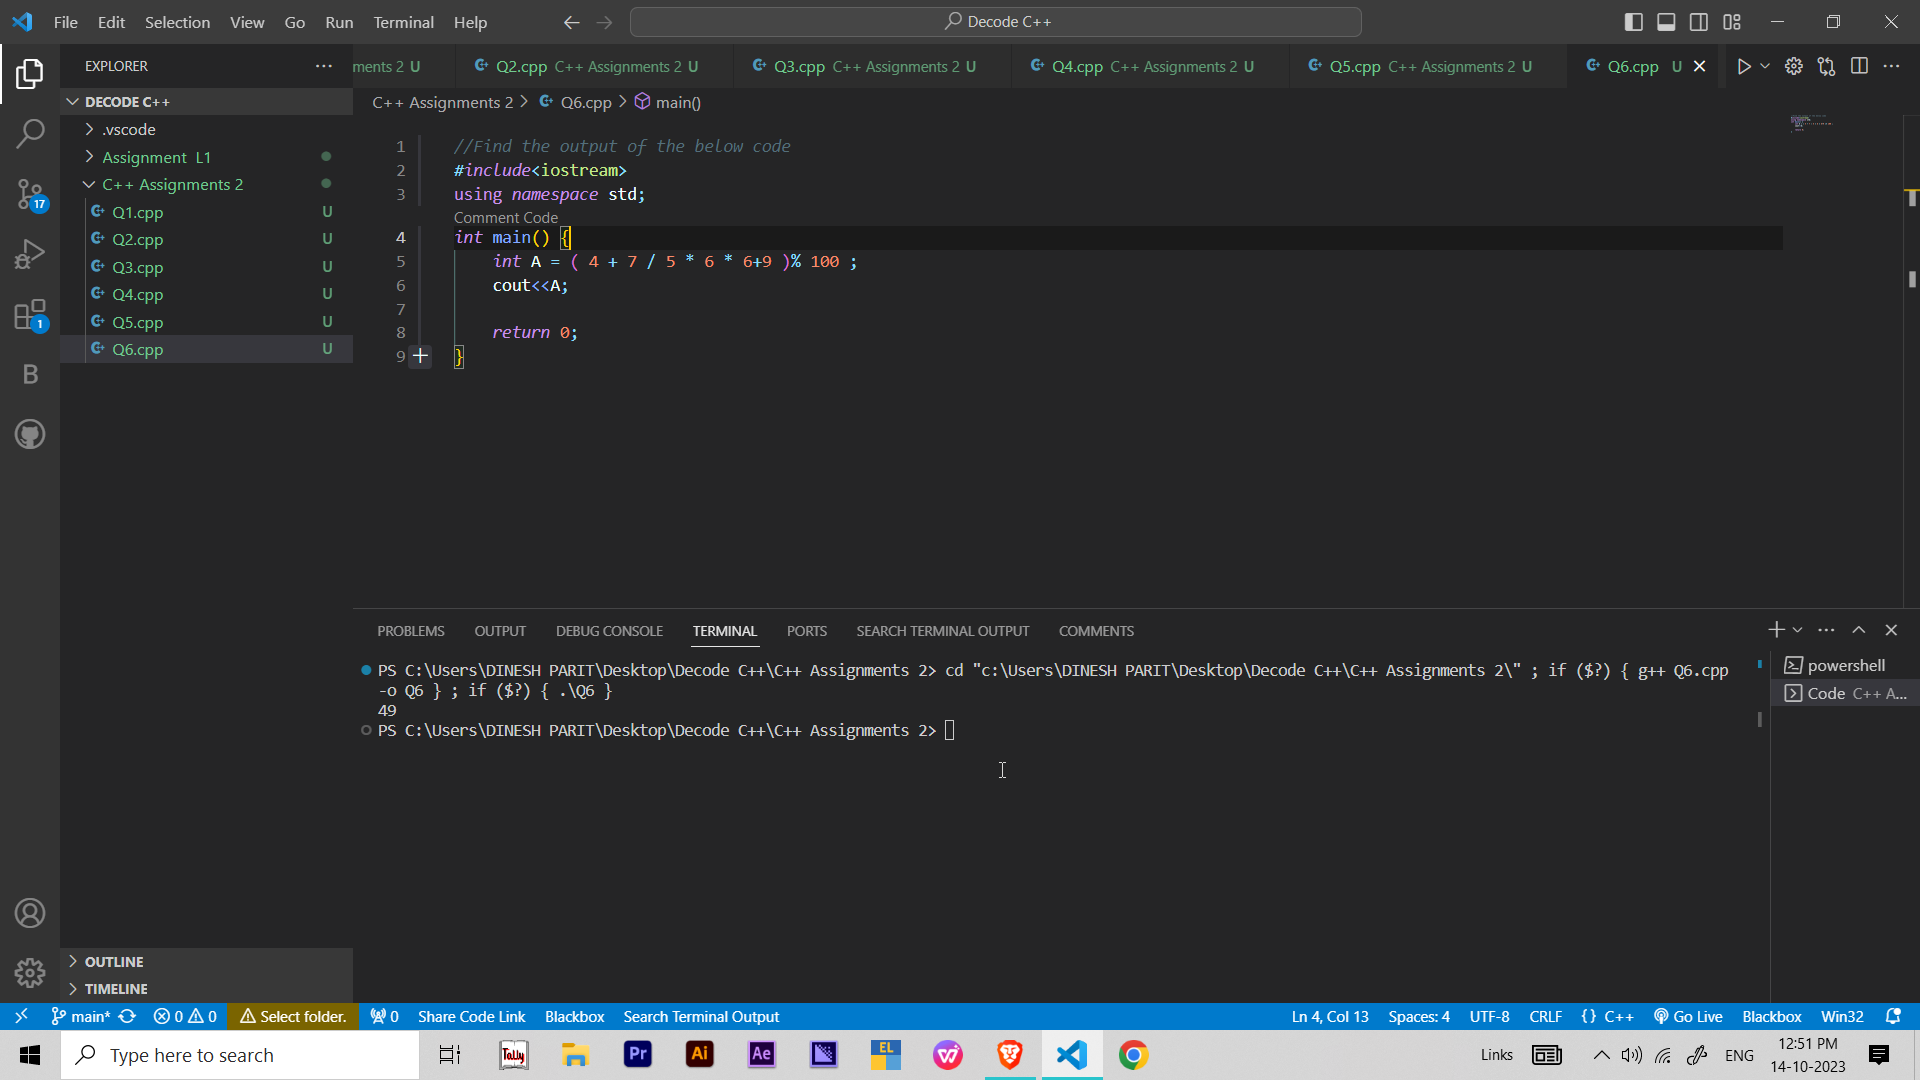 File Edit Selection View Go Run Terminal Help
Decode C++
EXPLORER
DECODE C++
.vscode
Assignment L1
C++ Assignments 2
Q1.cpp U
Q2.cpp U
Q3.cpp U
Q4.cpp U
Q5.cpp U
Q6.cpp U
OUTLINE
TIMELINE
17
1
B
ments 2 U
Q2.cpp C++ Assignments 2 U
Q3.cpp C++ Assignments 2 U
Q4.cpp C++ Assignments 2 U
Q5.cpp C++ Assignments 2 U
Q6.cpp U
C++ Assignments 2 > Q6.cpp > main()
1 //Find the output of the below code
2 #include<iostream>
3 using namespace std;
Comment Code
4 int main() {
5 int A = ( 4 + 7 / 5 * 6 * 6+9 )% 100 ;
6 cout<<A;
7
8 return 0;
9 }
PROBLEMS OUTPUT DEBUG CONSOLE TERMINAL PORTS SEARCH TERMINAL OUTPUT COMMENTS
PS C:\Users\DINESH PARIT\Desktop\Decode C++\C++ Assignments 2> cd "c:\Users\DINESH PARIT\Desktop\Decode C++\C++ Assignments 2\" ; if ($?) { g++ Q6.cpp
-o Q6 } ; if ($?) { .\Q6 }
49
PS C:\Users\DINESH PARIT\Desktop\Decode C++\C++ Assignments 2>
powershell
Code C++ A...
main* 0 0 Select folder. 0 Share Code Link Blackbox Search Terminal Output
Ln 4, Col 13 Spaces: 4 UTF-8 CRLF {} C++ Go Live Blackbox Win32
Type here to search
Tally
Pr
Ai
Ae
EL
Links
ENG
12:51 PM
14-10-2023